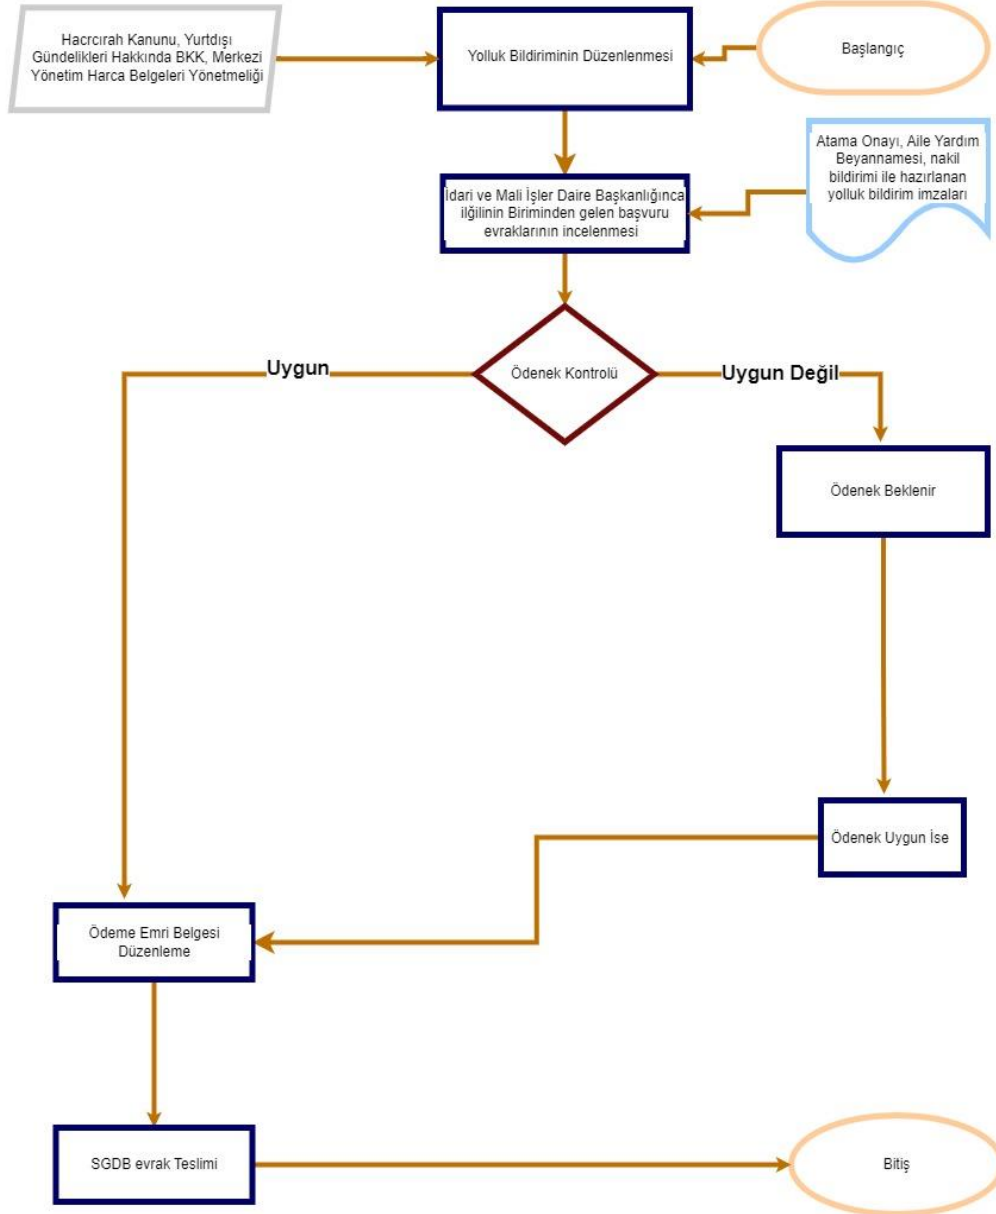 Hacrcırah Kanunu, Yurtdışı
Gündelikleri Hakkında BKK, Merkezi
Yönetim Harca Belgeleri Yönetmeliği
Yolluk Bildiriminin Düzenlenmesi
Başlangıç
Atama Onayı, Aile Yardım
Beyannamesi, nakil
bildirimi ile hazırlanan
yolluk bildirim imzaları
İdari ve Mali İşler Daire Başkanlığınca
ilğilinin Biriminden gelen başvuru
evraklarının incelenmesi
Uygun
Ödenek Kontrolü
Uygun Değil
Ödenek Beklenir
Ödenek Uygun İse
Ödeme Emri Belgesi
Düzenleme
SGDB evrak Teslimi
Bitiş